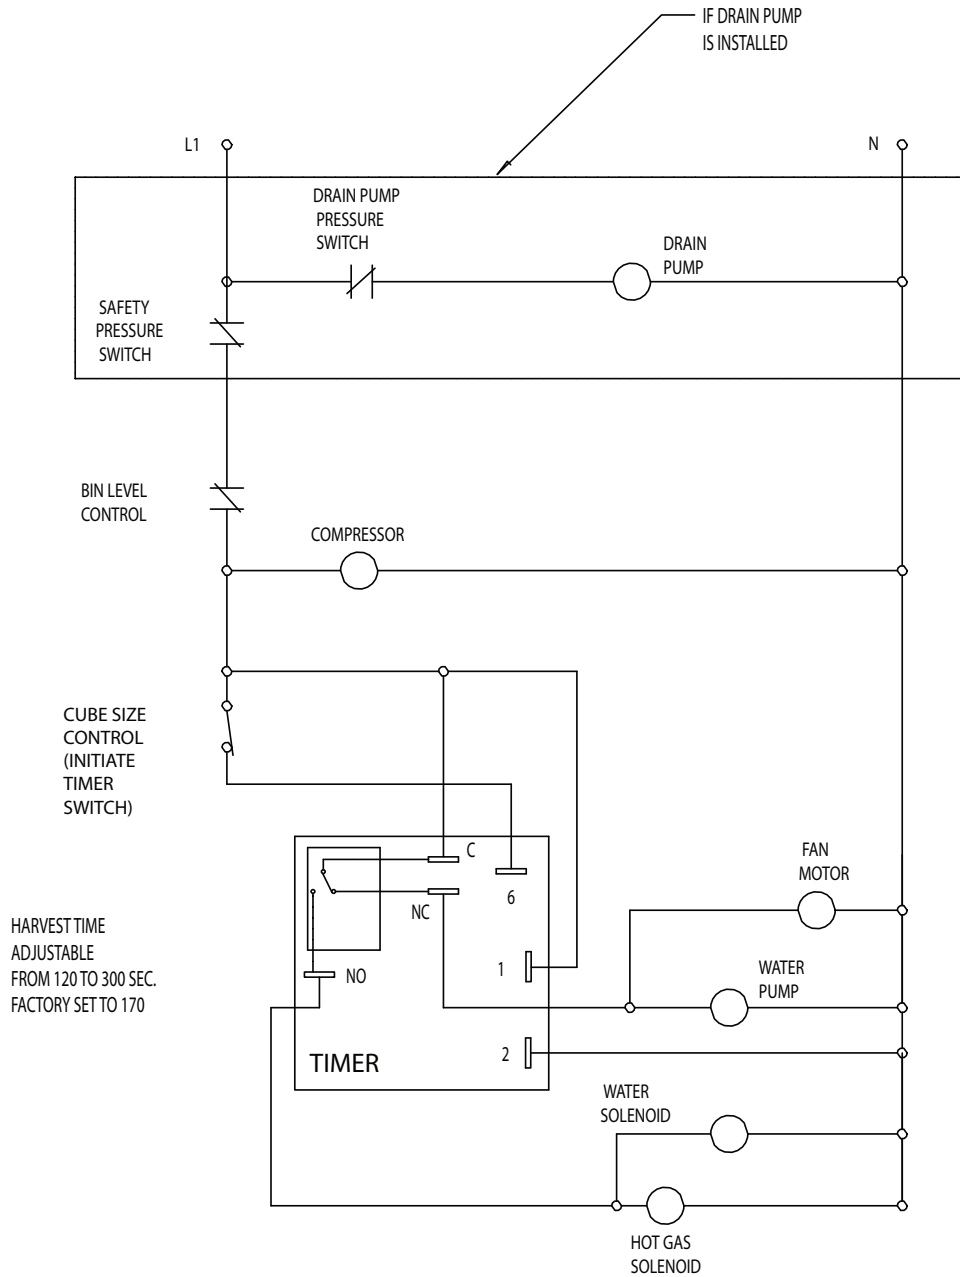 IF DRAIN PUMP
IS INSTALLED
L1
N
DRAIN PUMP
PRESSURE
SWITCH
DRAIN
PUMP
SAFETY
PRESSURE
SWITCH
BIN LEVEL
CONTROL
COMPRESSOR
CUBE SIZE
CONTROL
(INITIATE
TIMER
SWITCH)
C
6
NC
FAN
MOTOR
HARVEST TIME
ADJUSTABLE
FROM 120 TO 300 SEC.
FACTORY SET TO 170
NO
1
WATER
PUMP
2
TIMER
WATER
SOLENOID
HOT GAS
SOLENOID